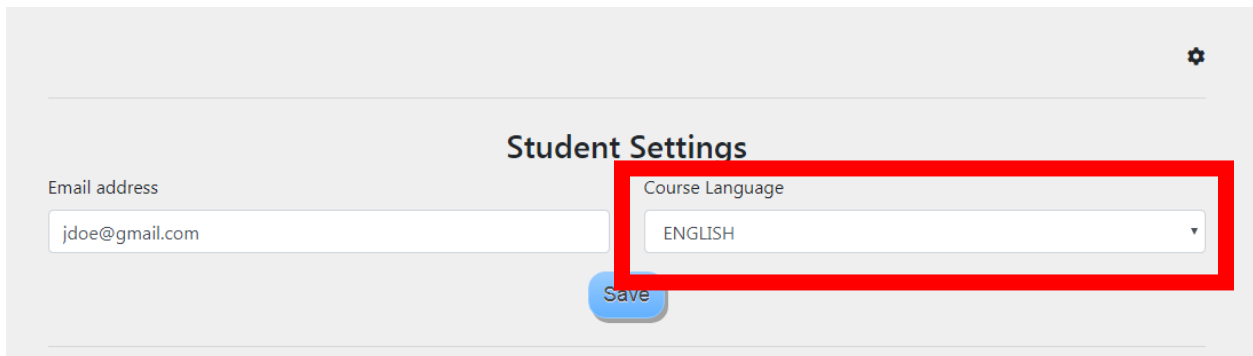 Student Settings
Email address
Course Language
jdoe@gmail.com
ENGLISH
Save